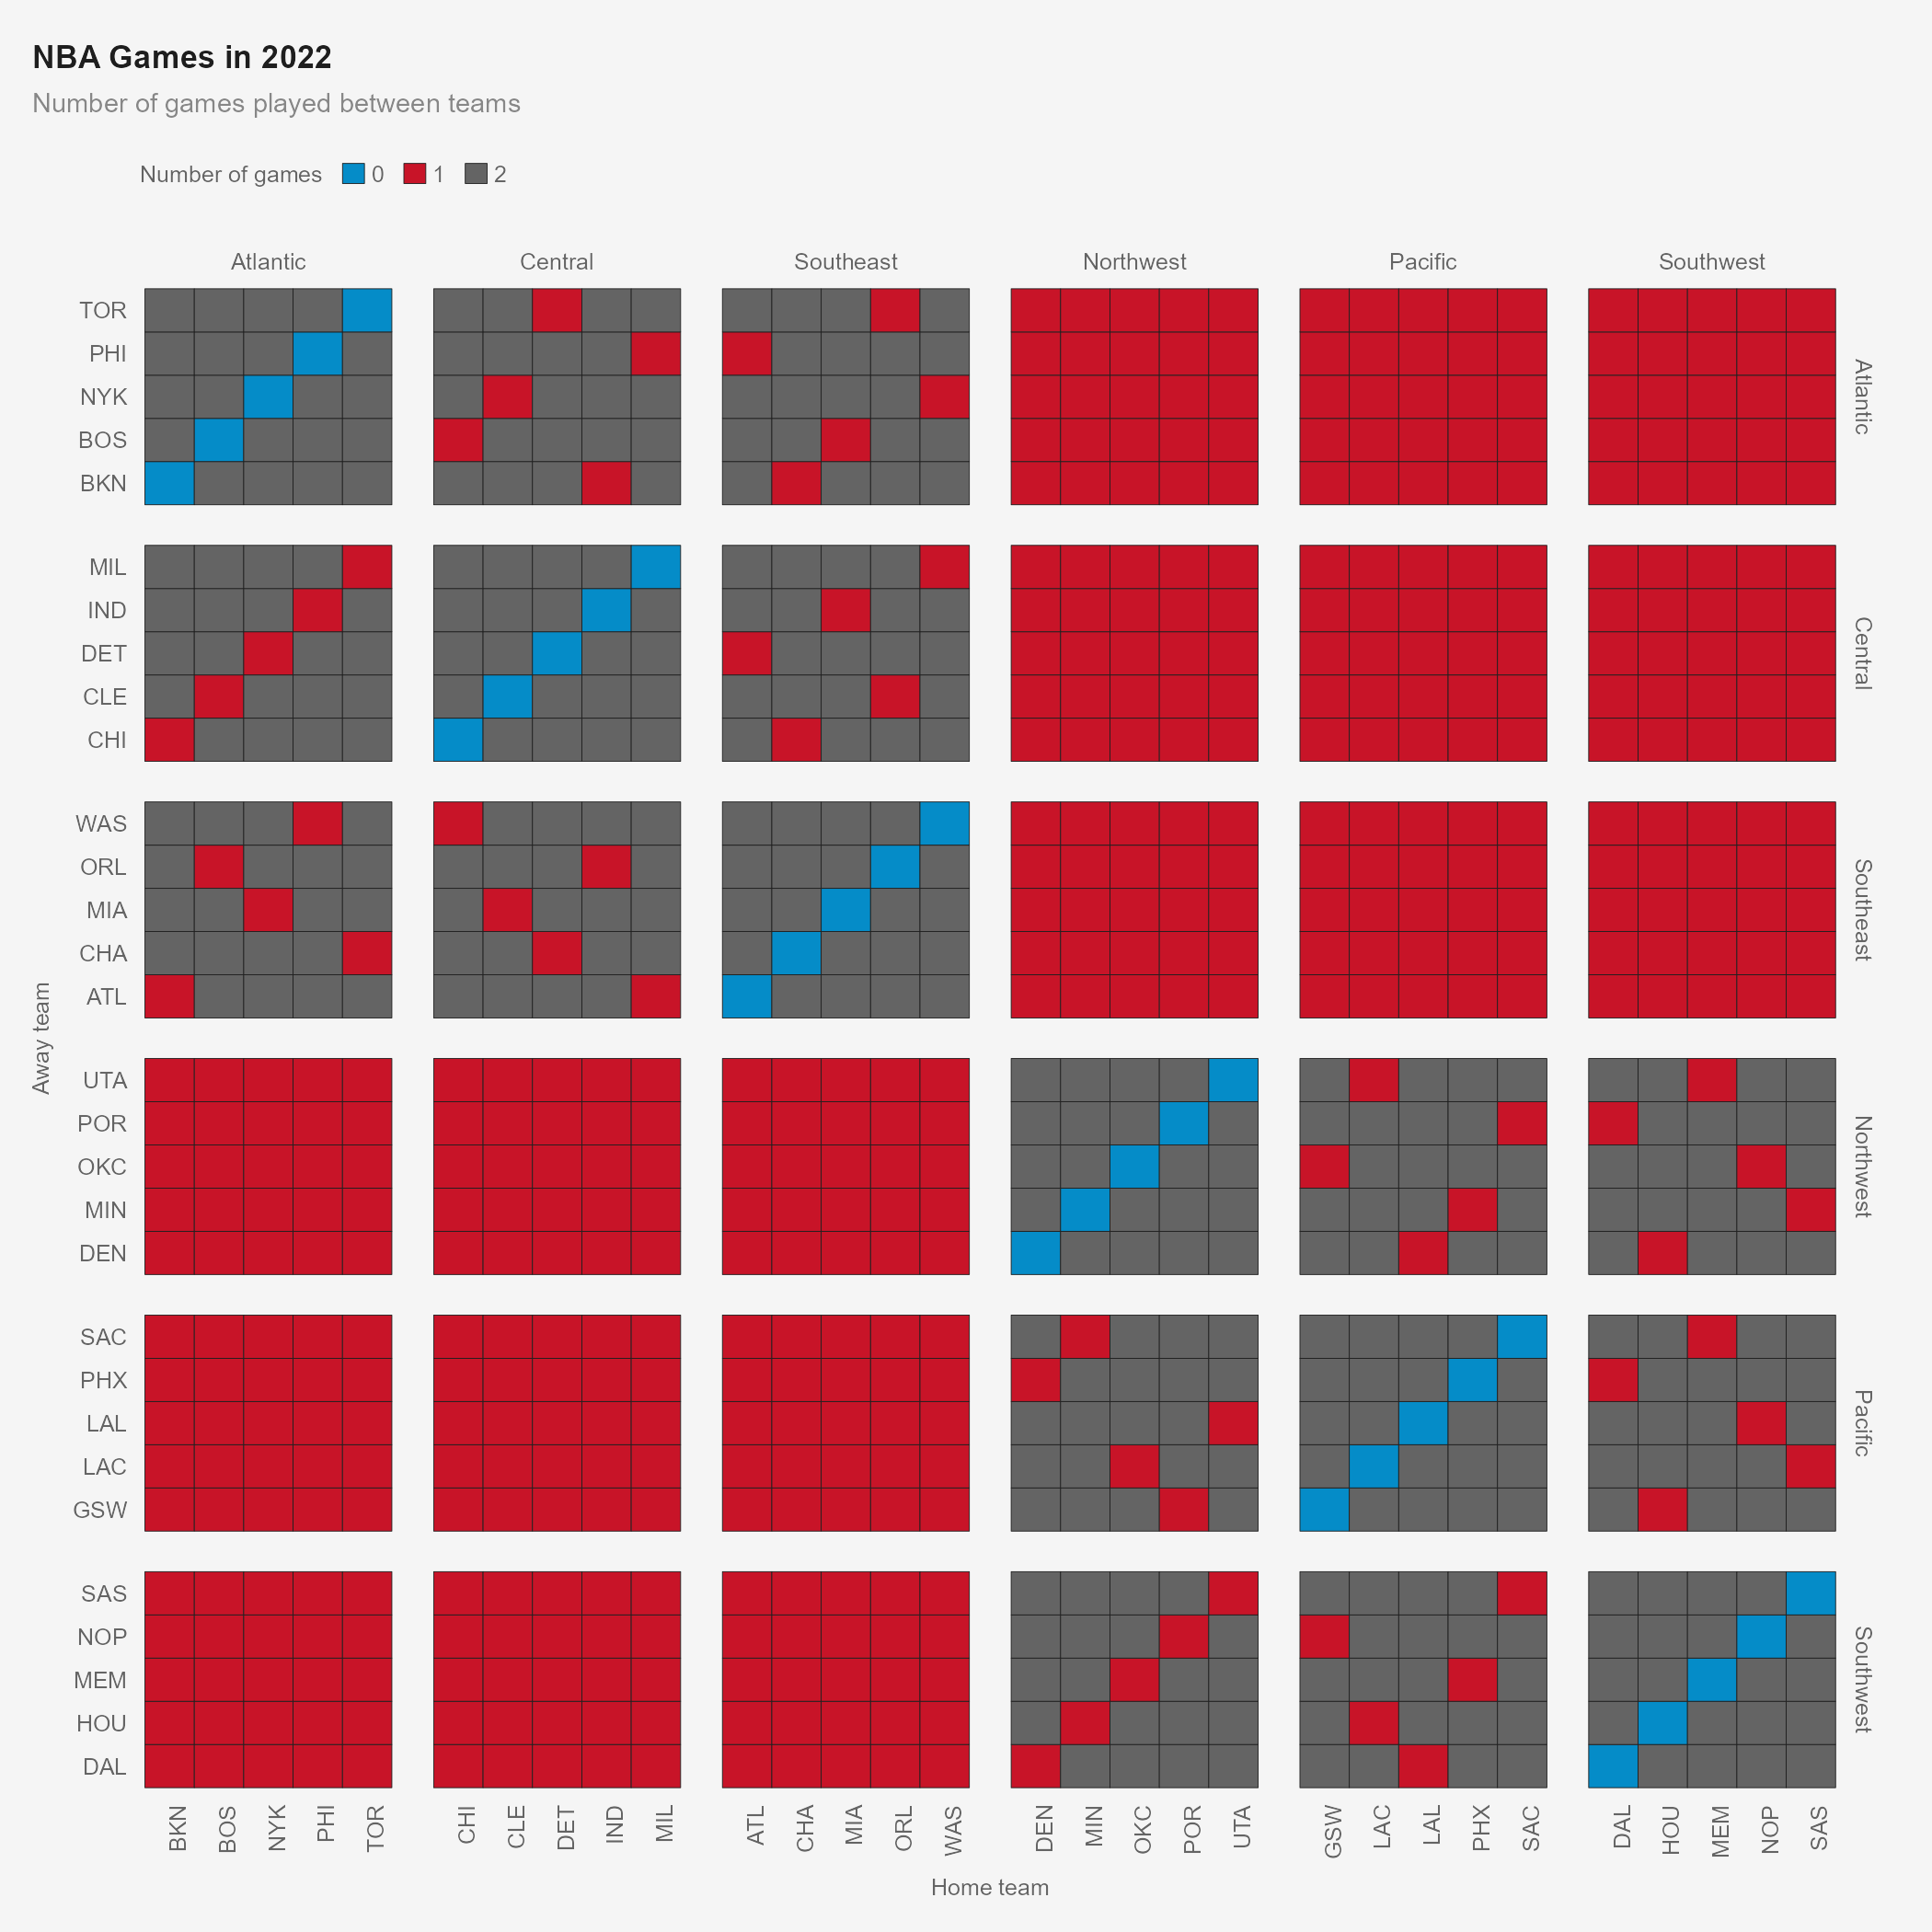 NBA Games in 2022
Number of games played between teams
Number of games 0 1 2
Atlantic Central Southeast Northwest Pacific Southwest
TOR
PHI
NYK
BOS
BKN
Atlantic
MIL
IND
DET
CLE
CHI
Central
WAS
ORL
MIA
CHA
ATL
Southeast
Away team
UTA
POR
OKC
MIN
DEN
Northwest
SAC
PHX
LAL
LAC
GSW
Pacific
SAS
NOP
MEM
HOU
DAL
Southwest
BKN BOS NYK PHI TOR CHI CLE DET IND MIL ATL CHA MIA ORL WAS DEN MIN OKC POR UTA GSW LAC LAL PHX SAC DAL HOU MEM NOP SAS
Home team